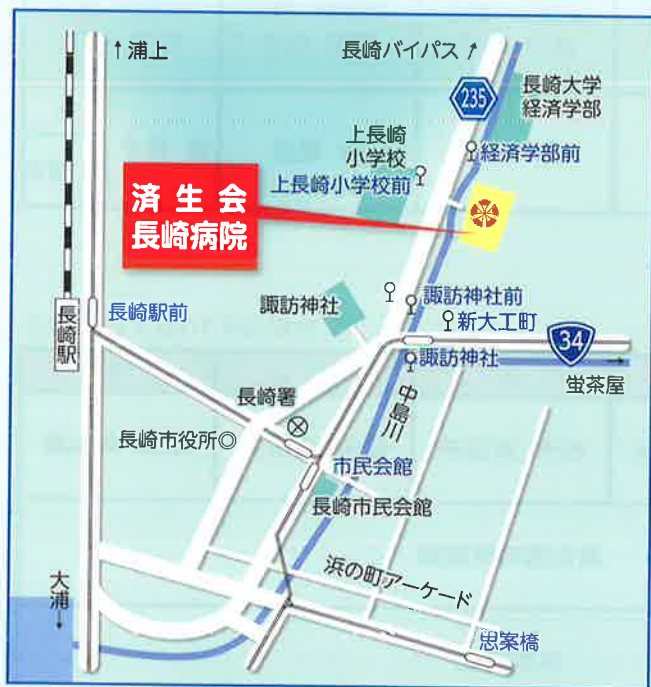 ↑浦上
長崎バイパス↗
235
長崎大学
経済学部
上長崎
小学校
経済学部前
上長崎小学校前
済生会
長崎病院
長崎駅前
長崎駅
諏訪神社
諏訪神社前
新大工町
34
諏訪神社
→
蛍茶屋
中島川
長崎署
長崎市役所◎
市民会館
長崎市民会館
浜の町アーケード
大浦↓
思案橋